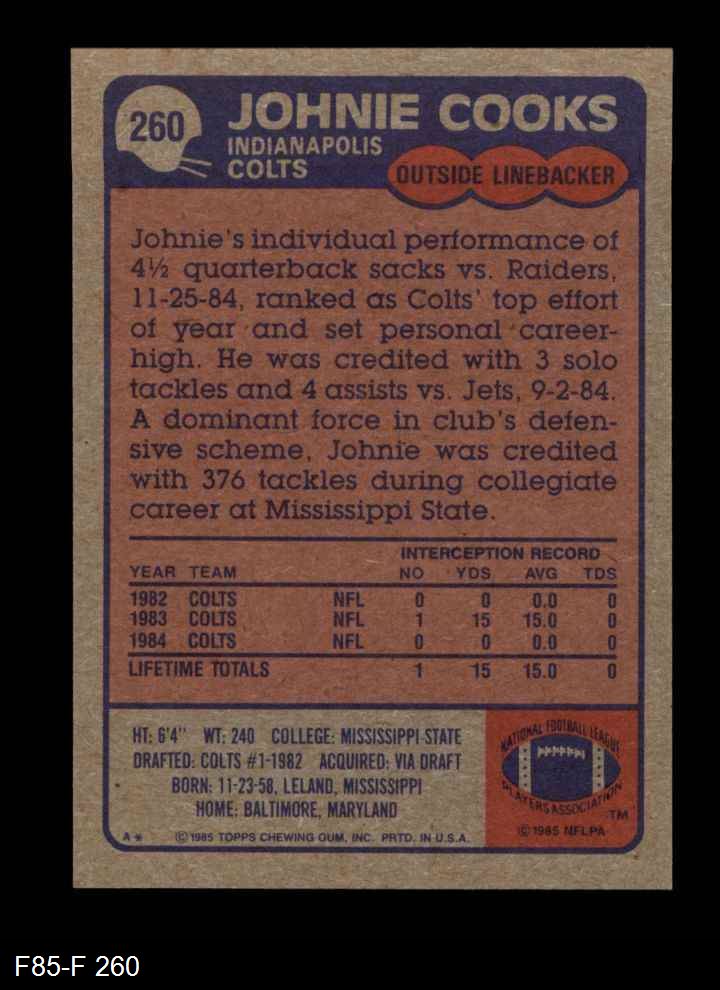 260
JOHNIE COOKS
INDIANAPOLIS
COLTS
OUTSIDE LINEBACKER
Johnie's individual performance of
4½ quarterback sacks vs. Raiders,
11-25-84, ranked as Colts' top effort
of year and set personal career-
high. He was credited with 3 solo
tackles and 4 assists vs. Jets, 9-2-84.
A dominant force in club's defen-
sive scheme, Johnie was credited
with 376 tackles during collegiate
career at Mississippi State.
INTERCEPTION RECORD
YEAR TEAM NO YDS AVG TDS
1982 COLTS NFL 0 0 0.0 0
1983 COLTS NFL 1 15 15.0 0
1984 COLTS NFL 0 0 0.0 0
LIFETIME TOTALS 1 15 15.0 0
HT: 6'4" WT: 240 COLLEGE: MISSISSIPPI STATE
DRAFTED: COLTS #1-1982 ACQUIRED: VIA DRAFT
BORN: 11-23-58, LELAND, MISSISSIPPI
HOME: BALTIMORE, MARYLAND
A* ©1985 TOPPS CHEWING GUM, INC. PRTD. IN U.S.A.
NATIONAL FOOTBALL LEAGUE
PLAYERS ASSOCIATION
TM
©1985 NFLPA
F85-F 260